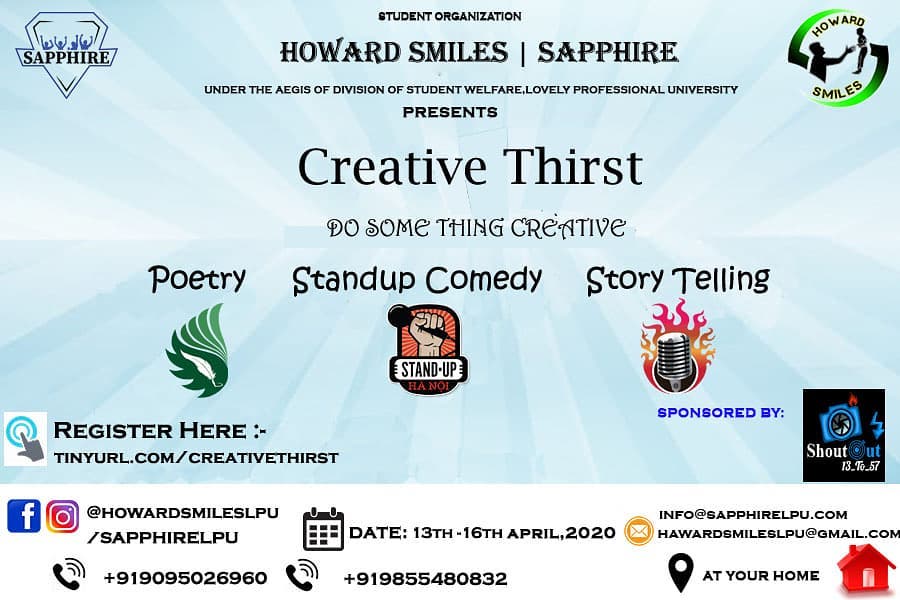 STUDENT ORGANIZATION
SAPPHIRE
HOWARD SMILES | SAPPHIRE
HOWARD
SMILES
UNDER THE AEGIS OF DIVISION OF STUDENT WELFARE,LOVELY PROFESSIONAL UNIVERSITY
PRESENTS
Creative Thirst
DO SOME THING CREATIVE
Poetry Standup Comedy Story Telling
STAND-UP
HÀ NỘI
SPONSORED BY:
REGISTER HERE :-
TINYURL.COM/CREATIVETHIRST
ShoutOut
13_To_57
@HOWARDSMILESLPU
/SAPPHIRELPU
DATE: 13TH -16TH APRIL,2020
INFO@SAPPHIRELPU.COM
HAWARDSMILESLPU@GMAIL.COM
+919095026960
+919855480832
AT YOUR HOME